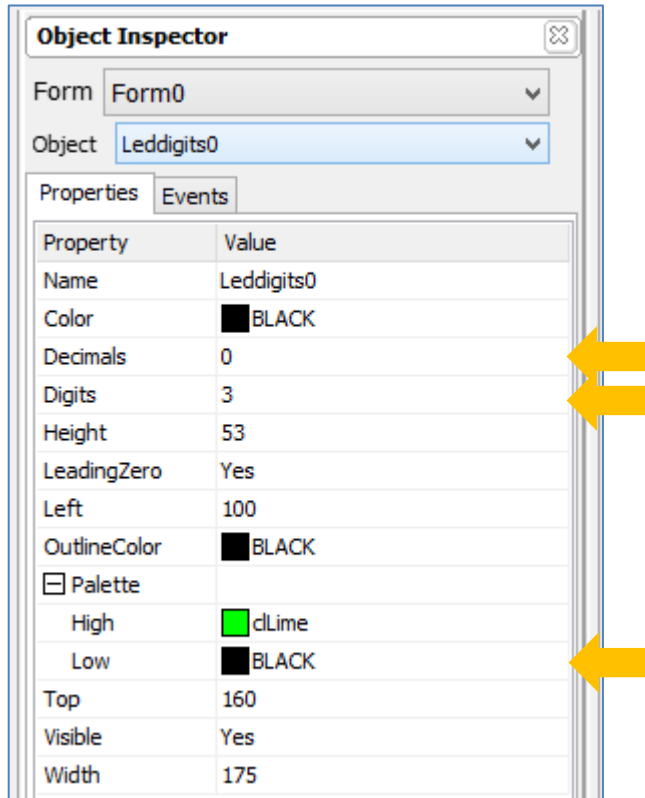 Object Inspector
Form Form0
Object Leddigits0
Properties Events
Property Value
Name Leddigits0
Color BLACK
Decimals 0
Digits 3
Height 53
LeadingZero Yes
Left 100
OutlineColor BLACK
Palette
High clLime
Low BLACK
Top 160
Visible Yes
Width 175